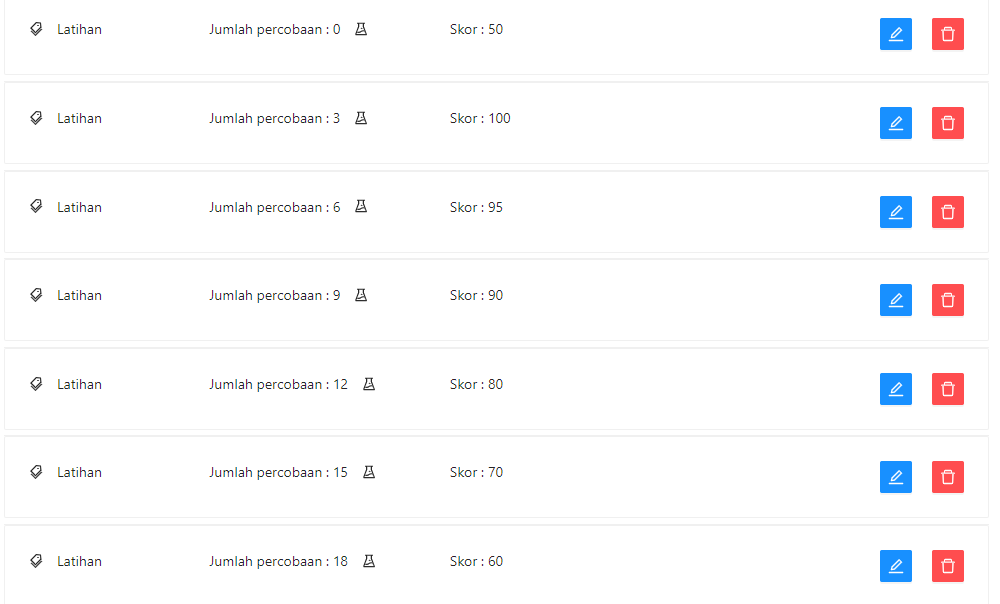 Latihan Jumlah percobaan : 0 Skor : 50
Latihan Jumlah percobaan : 3 Skor : 100
Latihan Jumlah percobaan : 6 Skor : 95
Latihan Jumlah percobaan : 9 Skor : 90
Latihan Jumlah percobaan : 12 Skor : 80
Latihan Jumlah percobaan : 15 Skor : 70
Latihan Jumlah percobaan : 18 Skor : 60